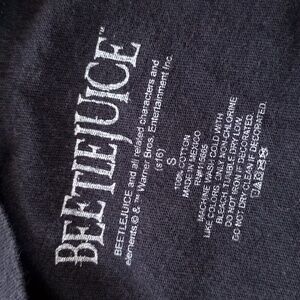 BEETLEJUICE™
BEETLEJUICE and all related characters and
elements © & ™ Warner Bros. Entertainment Inc.
(s16)
S
100% COTTON
MADE IN MEXICO
MACHINE WASH COLD WITH
LIKE COLORS. ONLY NON-CHLORINE
BLEACH. TUMBLE DRY LOW.
DO NOT IRON IF DECORATED.
DO NOT DRY CLEAN IF DECORATED.